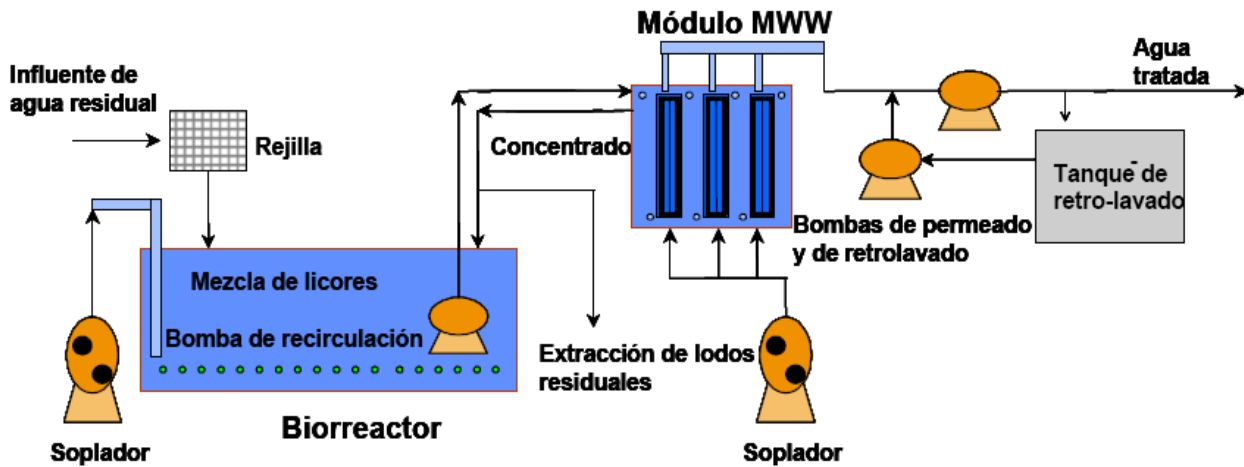 Módulo MWW
Influente de
agua residual
Agua
tratada
Rejilla
Concentrado
Tanque de
retro-lavado
Bombas de permeado
y de retrolavado
Mezcla de licores
Bomba de recirculación
Extracción de lodos
residuales
Biorreactor
Soplador
Soplador